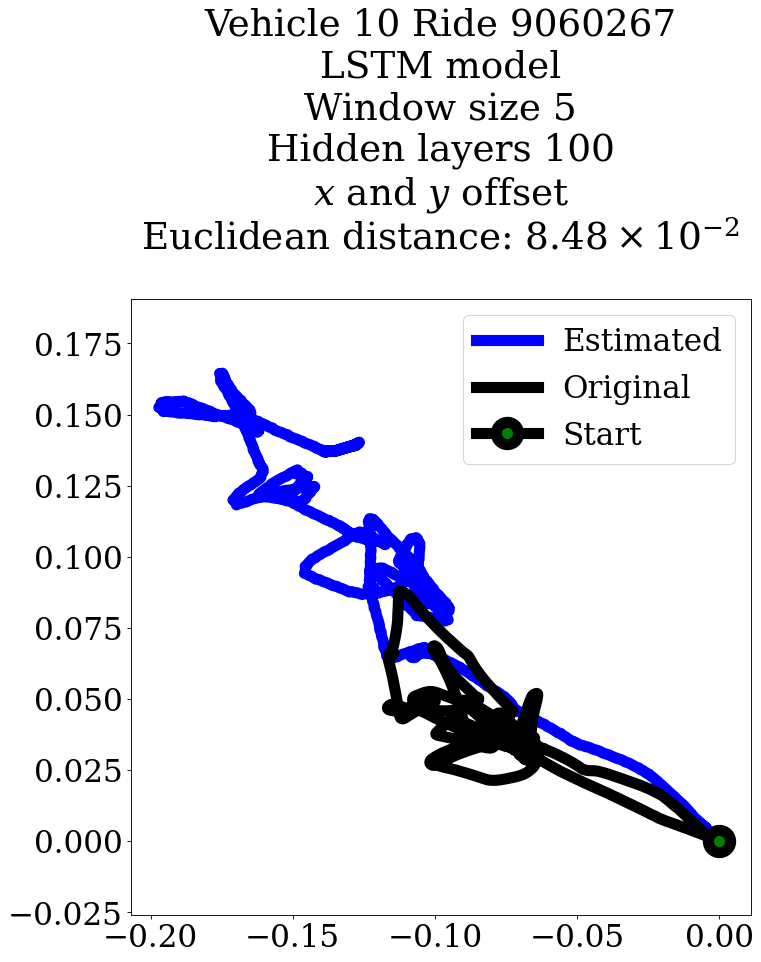 Vehicle 10 Ride 9060267
LSTM model
Window size 5
Hidden layers 100
x and y offset
Euclidean distance: 8.48 × 10⁻²
Estimated
Original
Start
0.175
0.150
0.125
0.100
0.075
0.050
0.025
0.000
−0.025
−0.20
−0.15
−0.10
−0.05
0.00